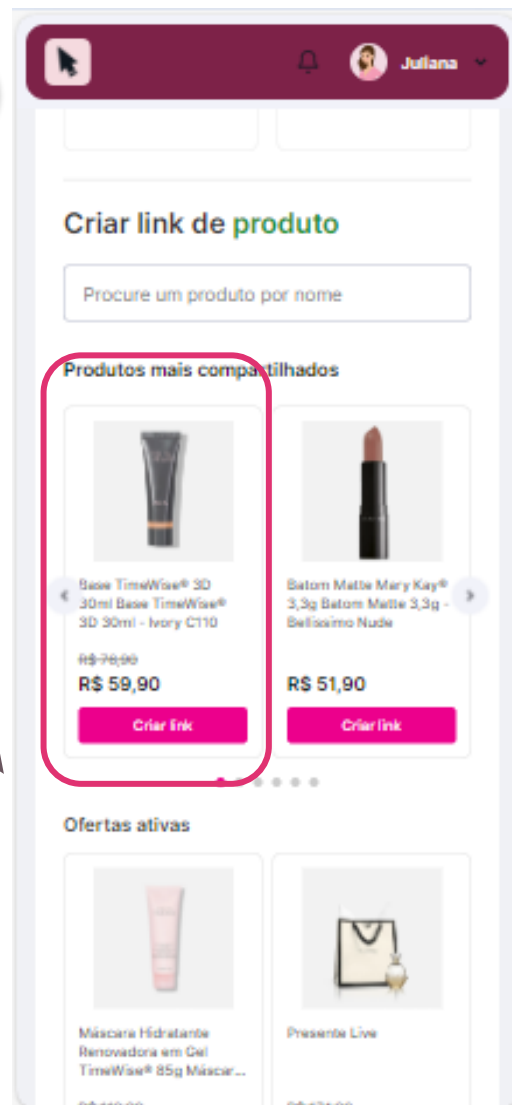 Juliana
Criar link de produto
Procure um produto por nome
Produtos mais compartilhados
Base TimeWise® 3D
30ml Base TimeWise®
3D 30ml - Ivory C110
R$ 78,90
R$ 59,90
Criar link
Batom Matte Mary Kay®
3,3g Batom Matte 3,3g -
Bellissimo Nude
R$ 51,90
Criar link
Ofertas ativas
Máscara Hidratante
Renovadora em Gel
TimeWise® 85g Máscar...
Presente Live